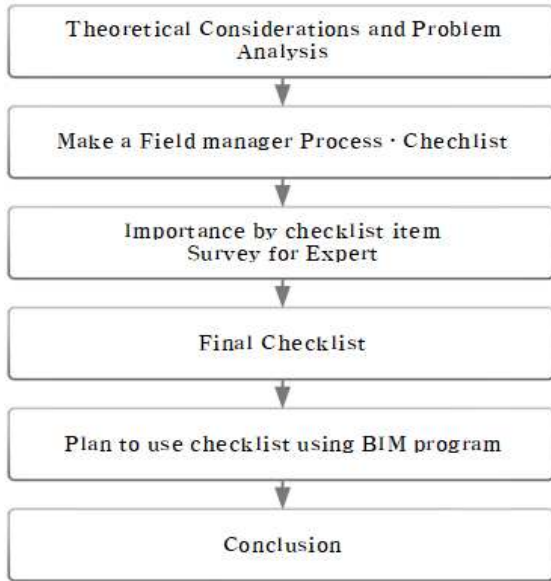 Theoretical Considerations and Problem
Analysis
Make a Field manager Process · Chechlist
Importance by checklist item
Survey for Expert
Final Checklist
Plan to use checklist using BIM program
Conclusion